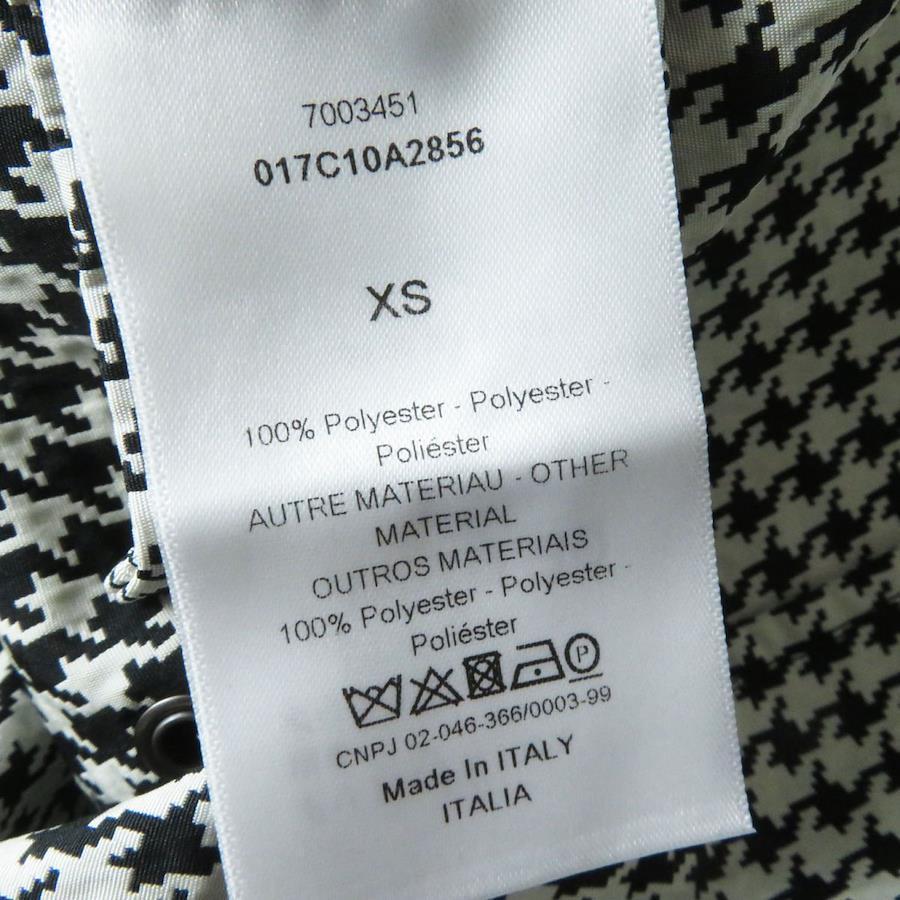 7003451
017C10A2856
XS
100% Polyester - Polyester -
Poliéster
AUTRE MATERIAU - OTHER
MATERIAL
OUTROS MATERIAIS
100% Polyester - Polyester -
Poliéster
P
CNPJ 02-046-366/0003-99
Made In ITALY
ITALIA